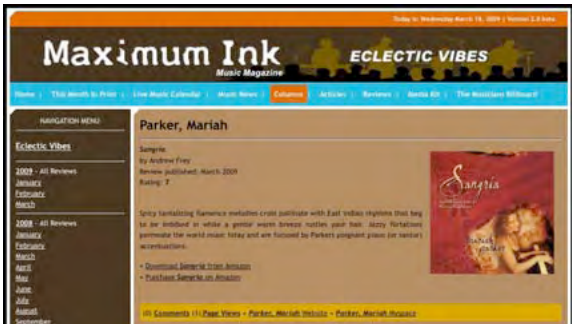 Today is: Wednesday March 18, 2009 | Version 2.0 beta
Maximum Ink
Music Magazine
ECLECTIC VIBES
Home | This Month in Print | Live Music Calendar | Music News | Columns | Articles | Reviews | Media Kit | The Musicians Billboard!
NAVIGATION MENU
Eclectic Vibes
2009 - All Reviews
January
February
March
2008 - All Reviews
January
February
March
April
May
June
July
August
September
Parker, Mariah
Sangria
by Andrew Frey
Review published: March 2009
Rating: 7
Spicy tantalizing flamenco melodies cross pollinate with East Indian rhythms that beg
to be imbibed in while a gentle warm breeze rustles your hair. Jazzy flirtations
permeate the world music foray and are focused by Parkers poignant piano (or santur)
accentuations.
• Download Sangria from Amazon
• Purchase Sangria on Amazon
Sangria
MARIAH
PARKER
(0) Comments (1) Page Views • Parker, Mariah Website • Parker, Mariah Myspace